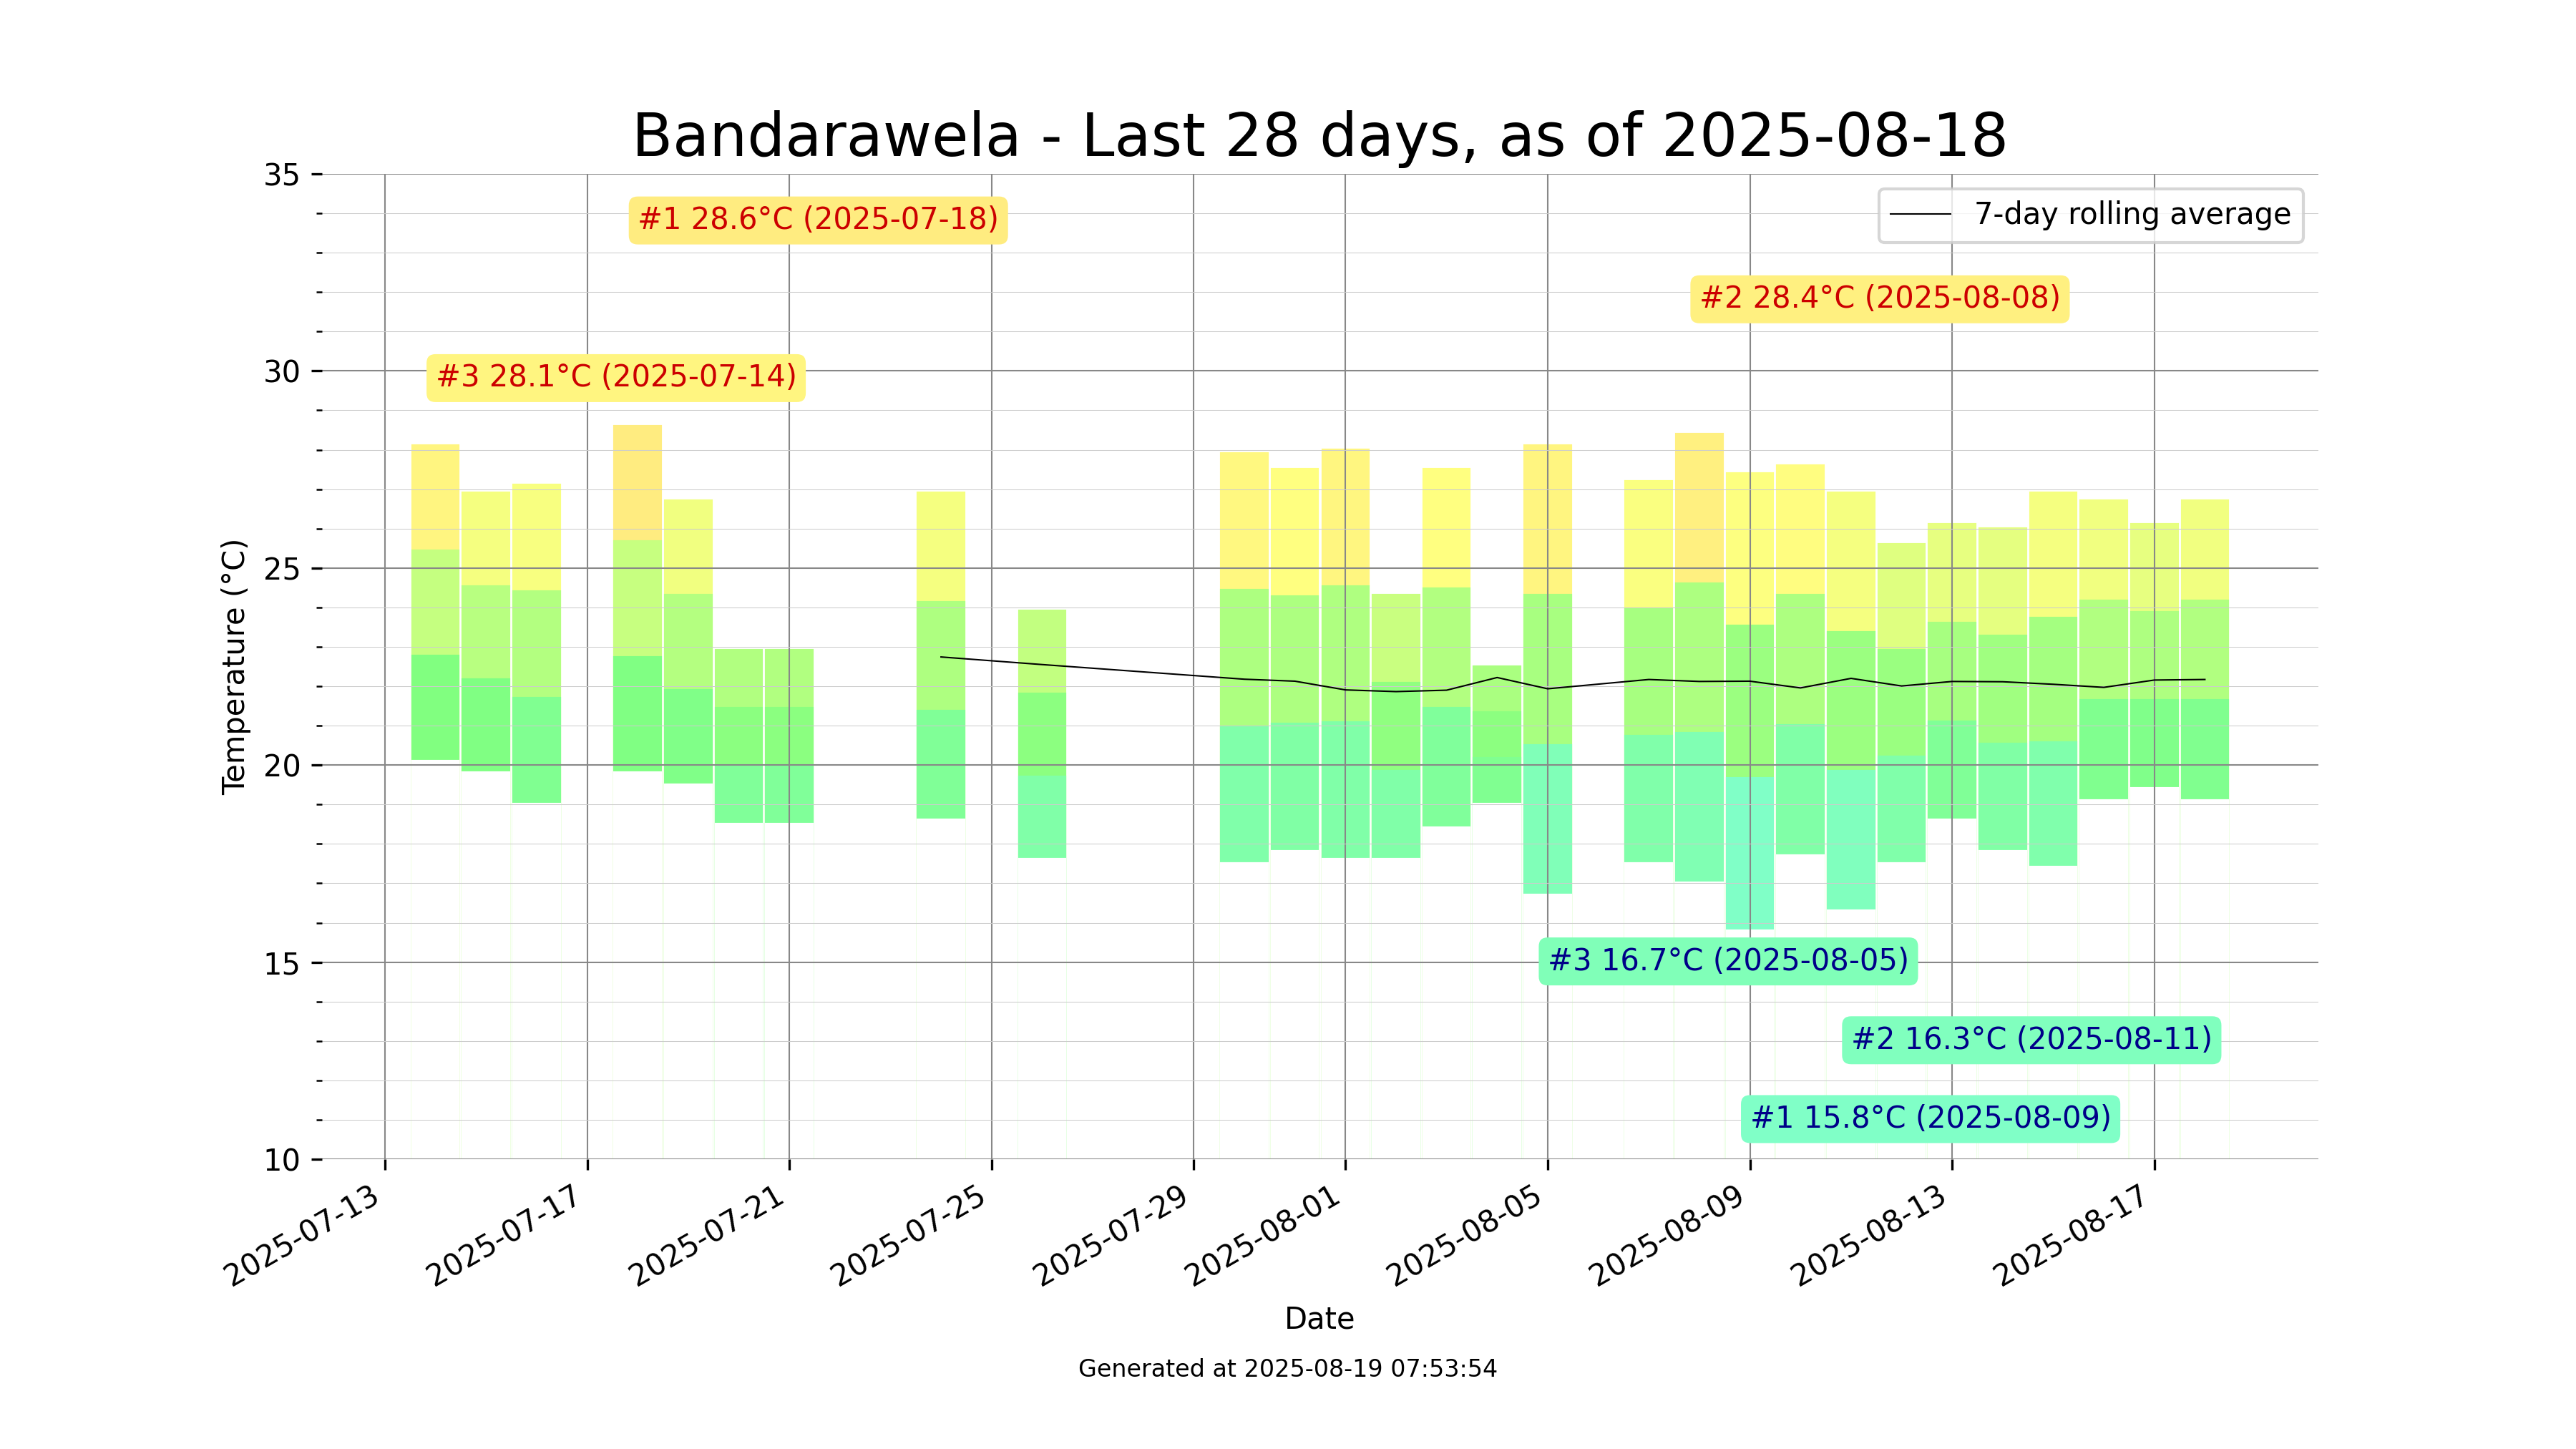 Bandarawela - Last 28 days, as of 2025-08-18
35
#1 28.6°C (2025-07-18)
7-day rolling average
#2 28.4°C (2025-08-08)
30
#3 28.1°C (2025-07-14)
25
Temperature (°C)
20
15
#3 16.7°C (2025-08-05)
#2 16.3°C (2025-08-11)
#1 15.8°C (2025-08-09)
10
2025-07-13
2025-07-17
2025-07-21
2025-07-25
2025-07-29
2025-08-01
2025-08-05
2025-08-09
2025-08-13
2025-08-17
Date
Generated at 2025-08-19 07:53:54